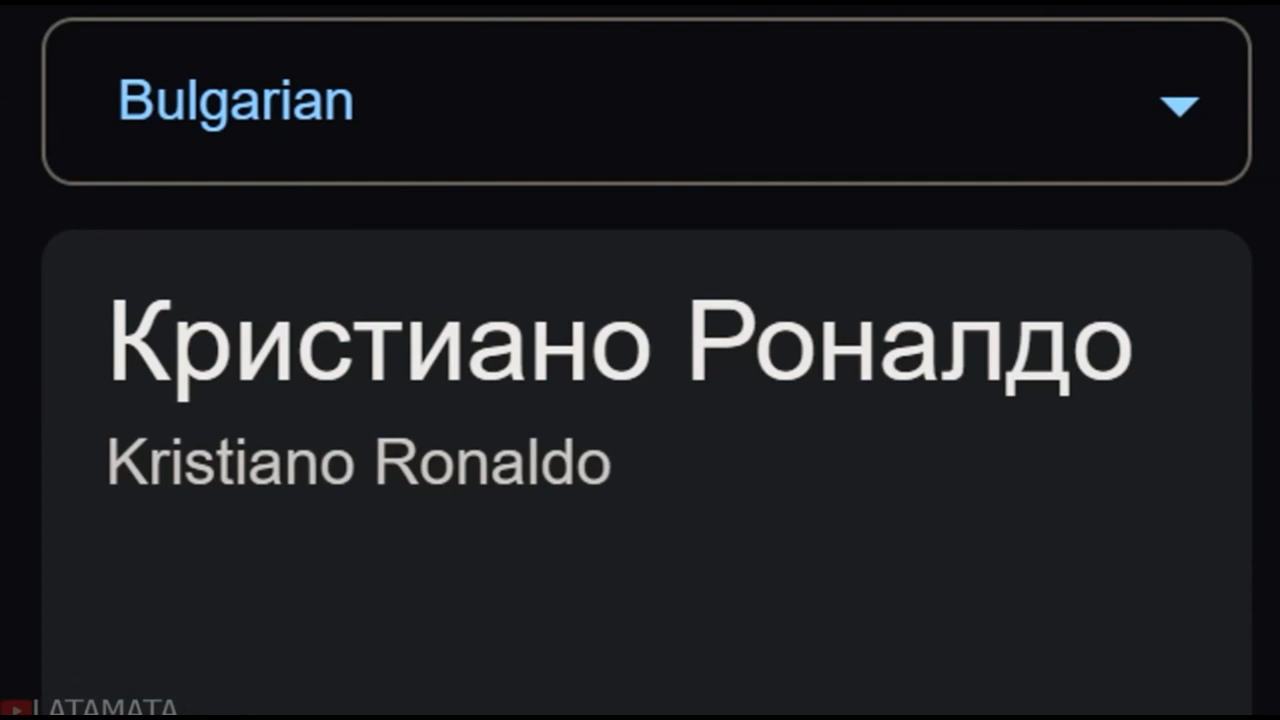 Bulgarian
Кристиано Роналдо
Kristiano Ronaldo
LATAMATA